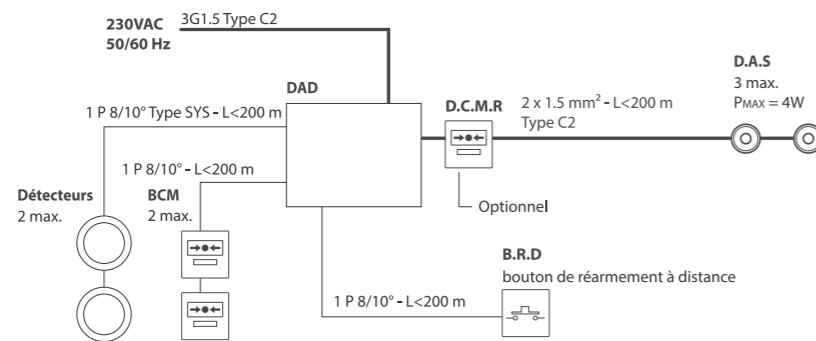 230VAC
50/60 Hz
3G1.5 Type C2
DAD
D.A.S
3 max.
PMAX = 4W
D.C.M.R
2 x 1.5 mm² - L<200 m
Type C2
1 P 8/10° Type SYS - L<200 m
1 P 8/10° - L<200 m
Détecteurs
2 max.
BCM
2 max.
Optionnel
B.R.D
bouton de réarmement à distance
1 P 8/10° - L<200 m